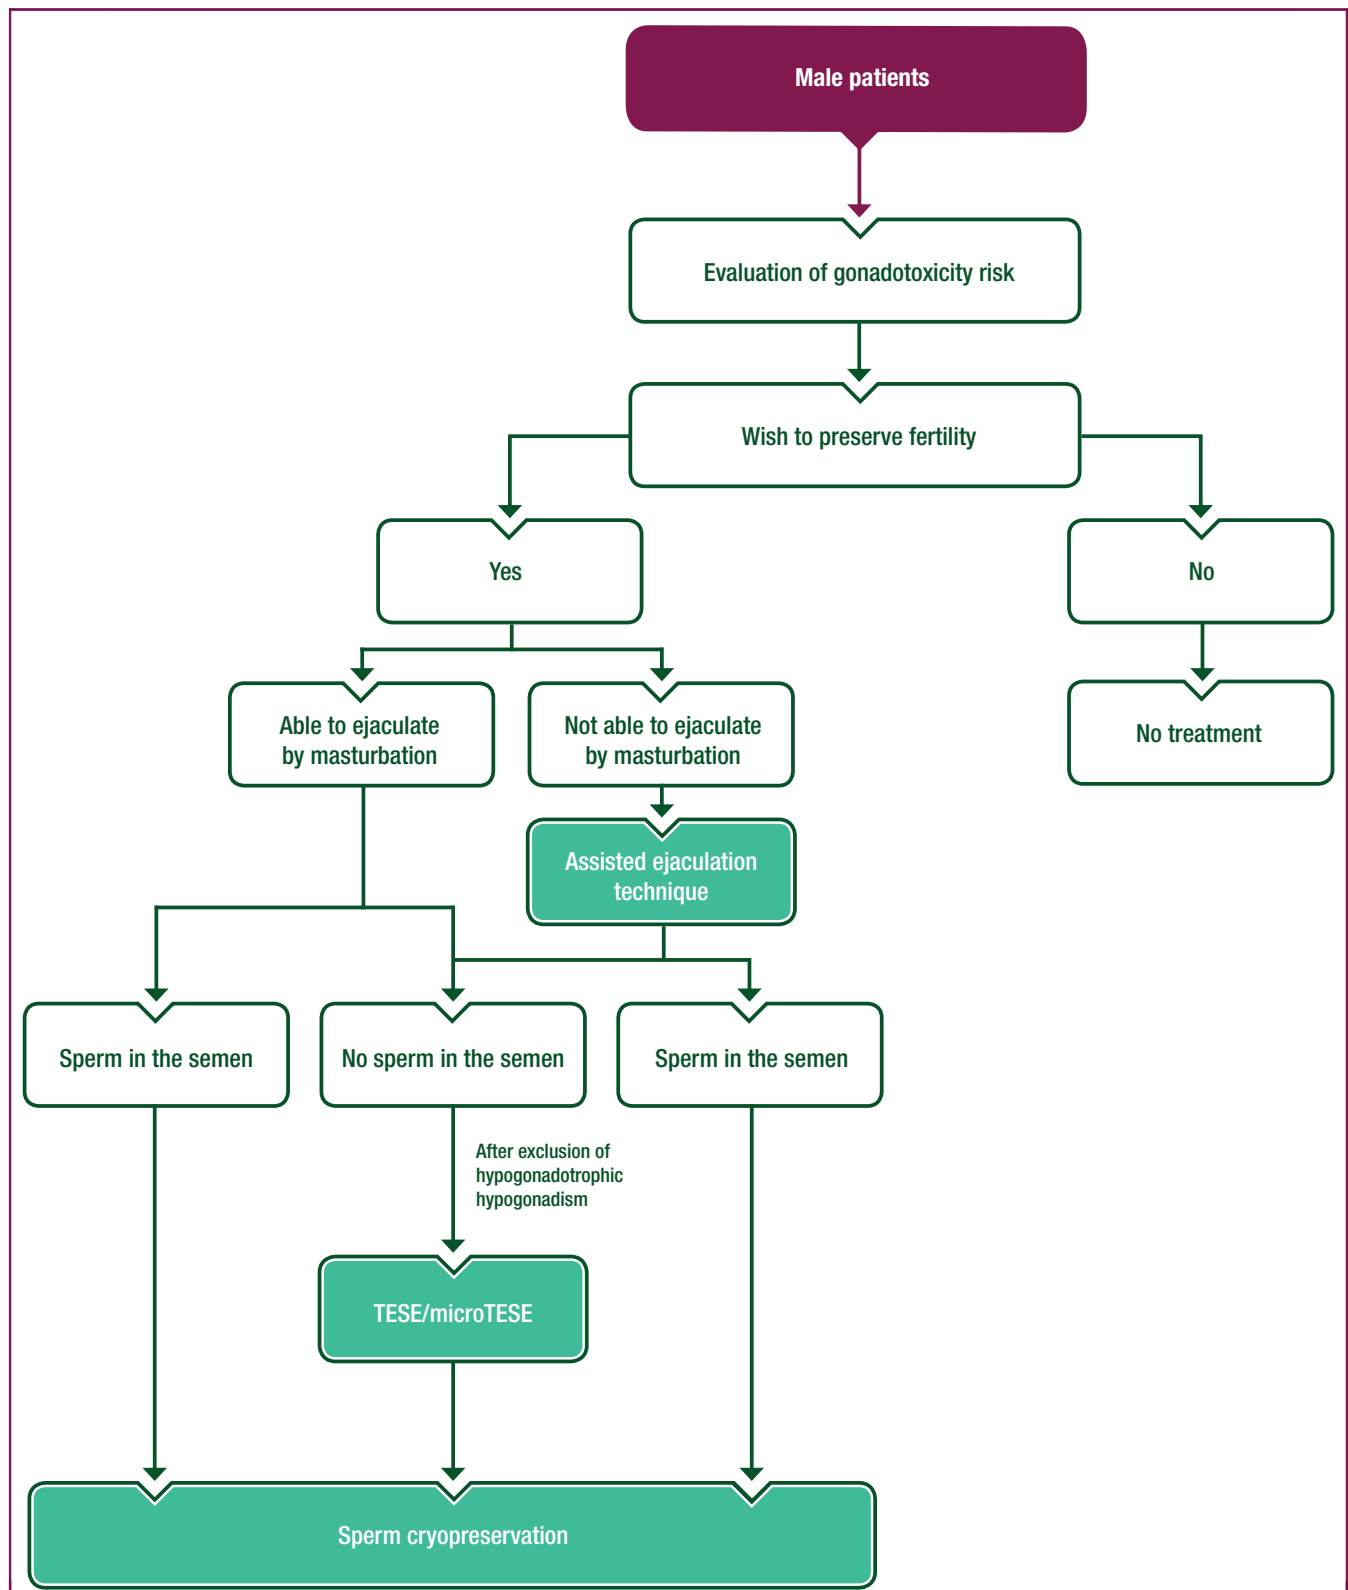 Male patients
Evaluation of gonadotoxicity risk
Wish to preserve fertility
Yes
No
Able to ejaculate
by masturbation
Not able to ejaculate
by masturbation
No treatment
Assisted ejaculation
technique
Sperm in the semen
No sperm in the semen
Sperm in the semen
After exclusion of
hypogonadotrophic
hypogonadism
TESE/microTESE
Sperm cryopreservation